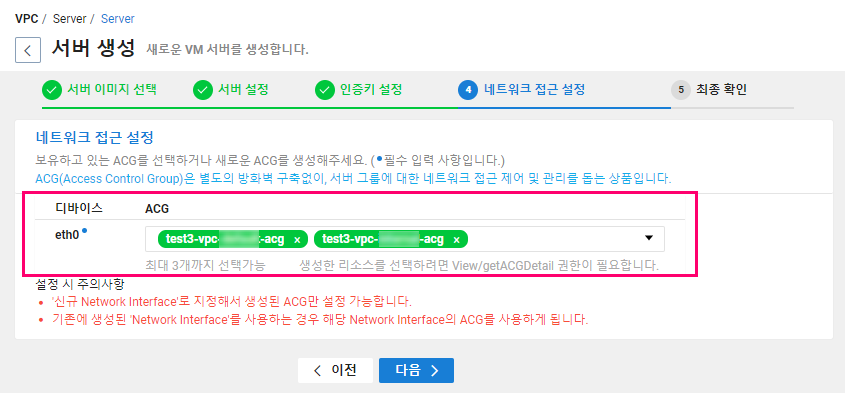 VPC / Server / Server
서버 생성 새로운 VM 서버를 생성합니다.
서버 이미지 선택 서버 설정 인증키 설정 4 네트워크 접근 설정 5 최종 확인
네트워크 접근 설정
보유하고 있는 ACG를 선택하거나 새로운 ACG를 생성해주세요. (•필수 입력 사항입니다.)
ACG(Access Control Group)은 별도의 방화벽 구축없이, 서버 그룹에 대한 네트워크 접근 제어 및 관리를 돕는 상품입니다.
디바이스 ACG
eth0• test3-vpc- -acg x test3-vpc- -acg x
최대 3개까지 선택가능 생성한 리소스를 선택하려면 View/getACGDetail 권한이 필요합니다.
설정 시 주의사항
• '신규 Network Interface'로 지정해서 생성된 ACG만 설정 가능합니다.
• 기존에 생성된 'Network Interface'를 사용하는 경우 해당 Network Interface의 ACG를 사용하게 됩니다.
< 이전 다음 >